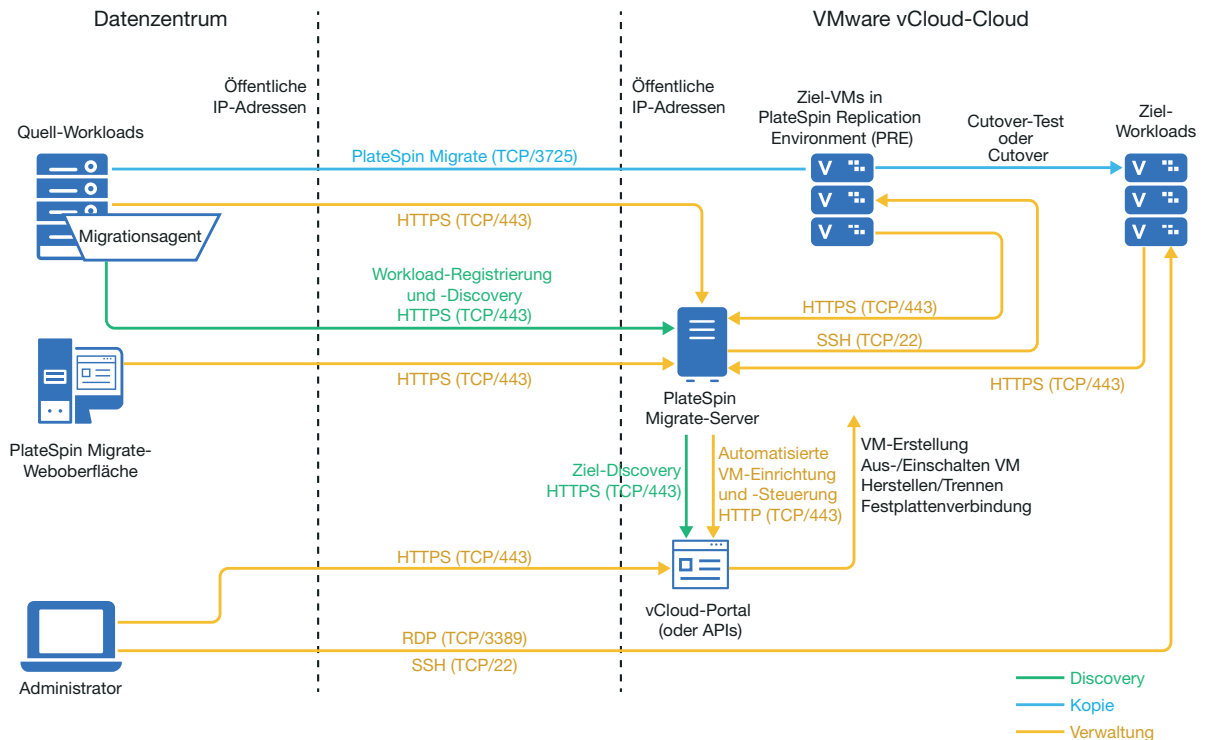 Datenzentrum
VMware vCloud-Cloud
Öffentliche
IP-Adressen
Öffentliche
IP-Adressen
Quell-Workloads
Ziel-VMs in
PlateSpin Replication
Environment (PRE)
Cutover-Test
oder
Cutover
Ziel-
Workloads
PlateSpin Migrate (TCP/3725)
V
V
V
V
V
V
HTTPS (TCP/443)
Migrationsagent
Workload-Registrierung
und -Discovery
HTTPS (TCP/443)
HTTPS (TCP/443)
SSH (TCP/22)
HTTPS (TCP/443)
HTTPS (TCP/443)
PlateSpin
Migrate-Server
PlateSpin Migrate-
Weboberfläche
Ziel-Discovery
HTTPS (TCP/443)
Automatisierte
VM-Einrichtung
und -Steuerung
HTTP (TCP/443)
VM-Erstellung
Aus-/Einschalten VM
Herstellen/Trennen
Festplattenverbindung
HTTPS (TCP/443)
vCloud-Portal
(oder APIs)
RDP (TCP/3389)
SSH (TCP/22)
Administrator
Discovery
Kopie
Verwaltung